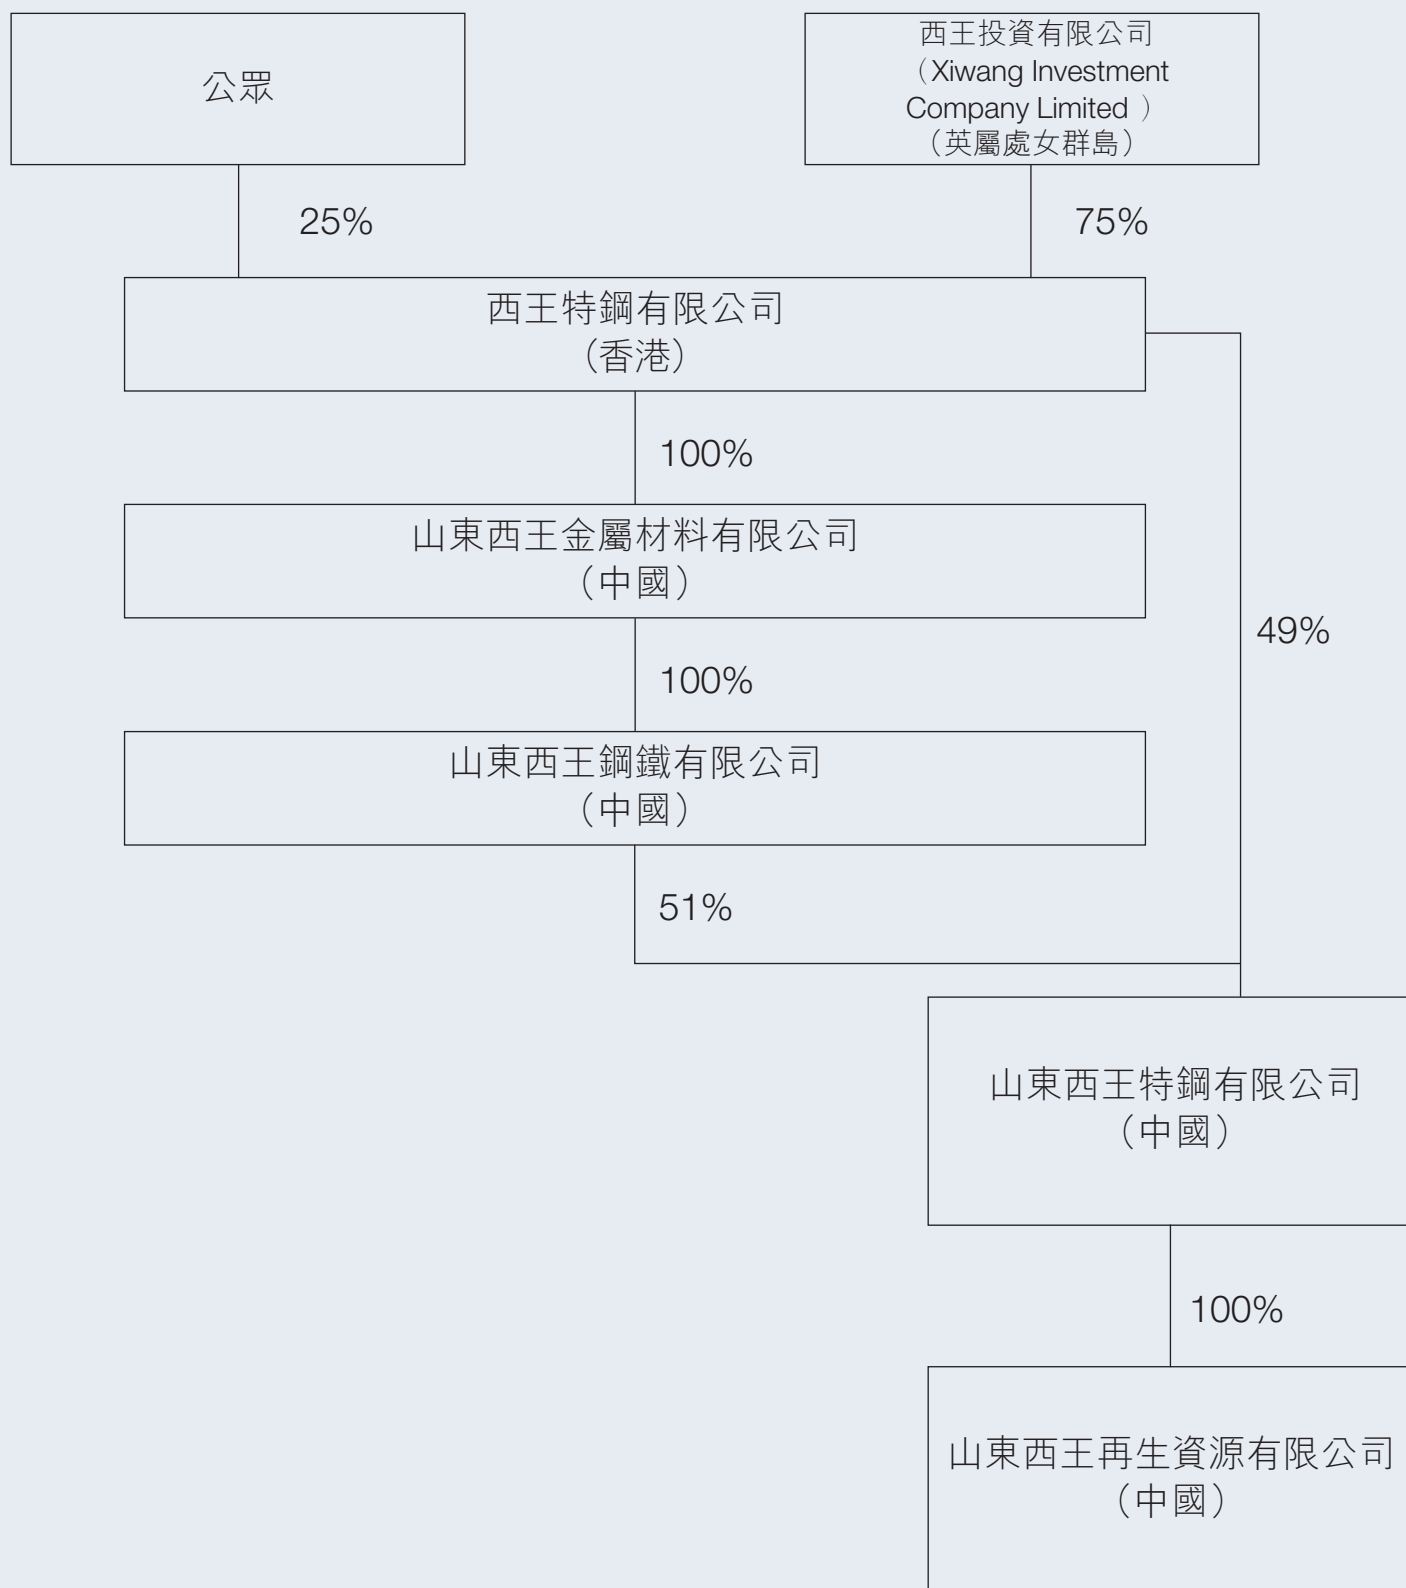 公眾
西王投資有限公司
（Xiwang Investment
Company Limited ）
（英屬處女群島）
25%
75%
西王特鋼有限公司
（香港）
100%
山東西王金屬材料有限公司
（中國）
49%
100%
山東西王鋼鐵有限公司
（中國）
51%
山東西王特鋼有限公司
（中國）
100%
山東西王再生資源有限公司
（中國）